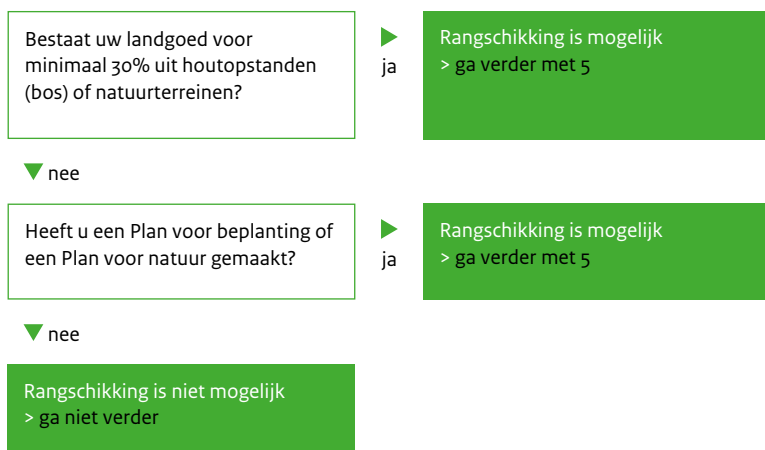 Bestaat uw landgoed voor
minimaal 30% uit houtopstanden
(bos) of natuurterreinen?
ja
Rangschikking is mogelijk
> ga verder met 5
nee
Heeft u een Plan voor beplanting of
een Plan voor natuur gemaakt?
ja
Rangschikking is mogelijk
> ga verder met 5
nee
Rangschikking is niet mogelijk
> ga niet verder